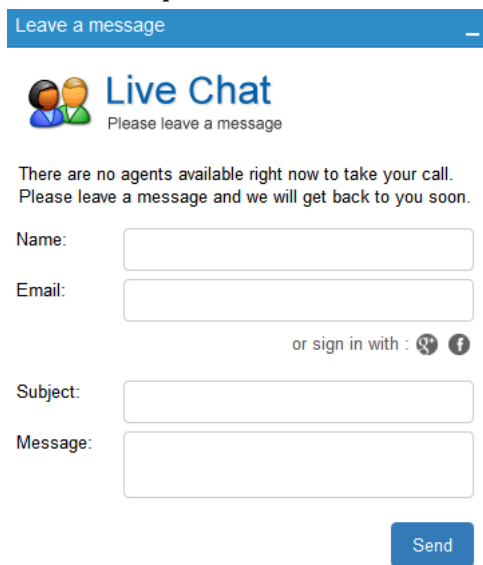 Leave a message
Live Chat
Please leave a message
There are no agents available right now to take your call.
Please leave a message and we will get back to you soon.
Name:
Email:
or sign in with :
Subject:
Message:
Send